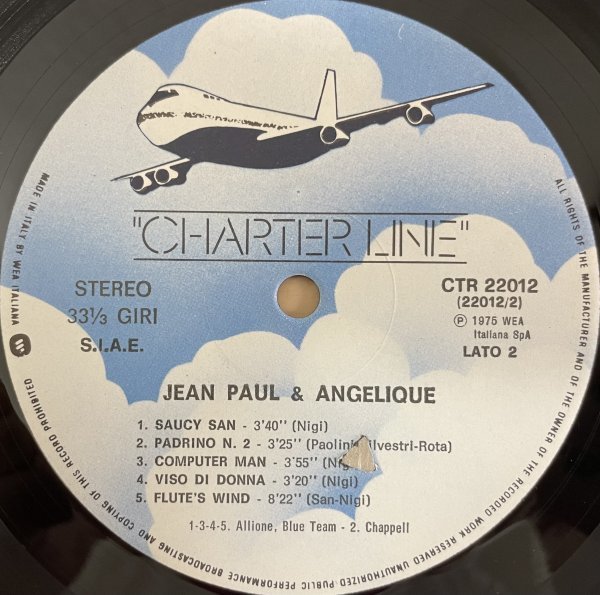 "CHARTER LINE"
STEREO
33⅓ GIRI
S.I.A.E.
CTR 22012
(22012/2)
℗ 1975 WEA
Italiana SpA
LATO 2
JEAN PAUL & ANGELIQUE
1. SAUCY SAN - 3'40'' (Nigi)
2. PADRINO N. 2 - 3'25'' (Paolini-Silvestri-Rota)
3. COMPUTER MAN - 3'55''
4. VISO DI DONNA - 3'20'' (Nigi)
5. FLUTE'S WIND - 8'22'' (San-Nigi)
1-3-4-5. Allione, Blue Team - 2. Chappell
MADE IN ITALY BY WEA ITALIANA
ALL RIGHTS OF THE MANUFACTURER AND OF THE OWNER OF THE RECORDED WORK RESERVED UNAUTHORIZED PUBLIC PERFORMANCE BROADCASTING AND COPYING OF THIS RECORD PROHIBITED